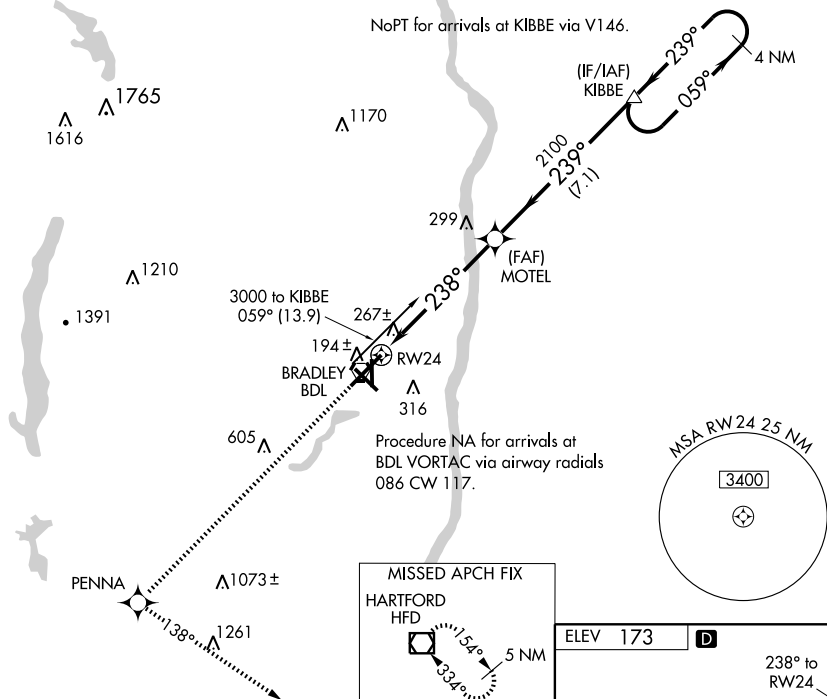 NoPT for arrivals at KIBBE via V146.
239°
4 NM
(IF/IAF)
KIBBE
059°
1765
1616
1170
2100
239°
(7.1)
299
(FAF)
MOTEL
1210
238°
3000 to KIBBE
059° (13.9)
267±
1391
194±
RW24
BRADLEY
BDL
316
605
Procedure NA for arrivals at
BDL VORTAC via airway radials
086 CW 117.
MSA RW24 25 NM
3400
PENNA
1073±
138°
1261
MISSED APCH FIX
HARTFORD
HFD
154°
334°
5 NM
ELEV 173 D
238° to
RW24